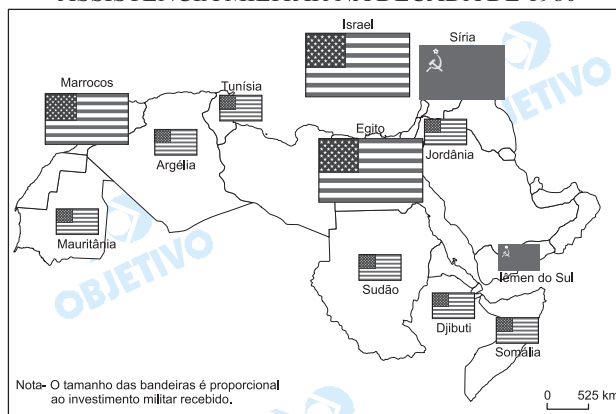 ASSISTÊNCIA MILITAR NA DÉCADA DE 1980
Israel
Síria
Marrocos
Tunísia
Egito
Argélia
Jordânia
Mauritânia
Sudão
Iêmen do Sul
Djibuti
Somália
Nota- O tamanho das bandeiras é proporcional
ao investimento militar recebido.
0 525 km
OBJETIVO
OBJETIVO
OBJETIVO